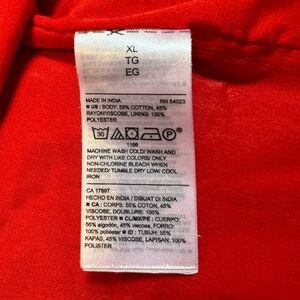 XL
TG
EG
MADE IN INDIA RN 54023
■ US : BODY: 55% COTTON, 45%
RAYON/VISCOSE, LINING: 100%
POLYESTER
30
1166
MACHINE WASH COLD/ WASH AND
DRY WITH LIKE COLORS/ ONLY
NON-CHLORINE BLEACH WHEN
NEEDED/ TUMBLE DRY LOW/ COOL
IRON
CA 17897
HECHO EN INDIA / DIBUAT DI INDIA
■ CA : CORPS: 55% COTON, 45%
VISCOSE, DOUBLURE: 100%
POLYESTER ■ CLM/MX : CUERPO:
55% algodón, 45% viscosa, FORRO:
100% poliéster ■ ID : TUBUH: 55%
KAPAS, 45% VISCOSE, LAPISAN: 100%
POLIESTER